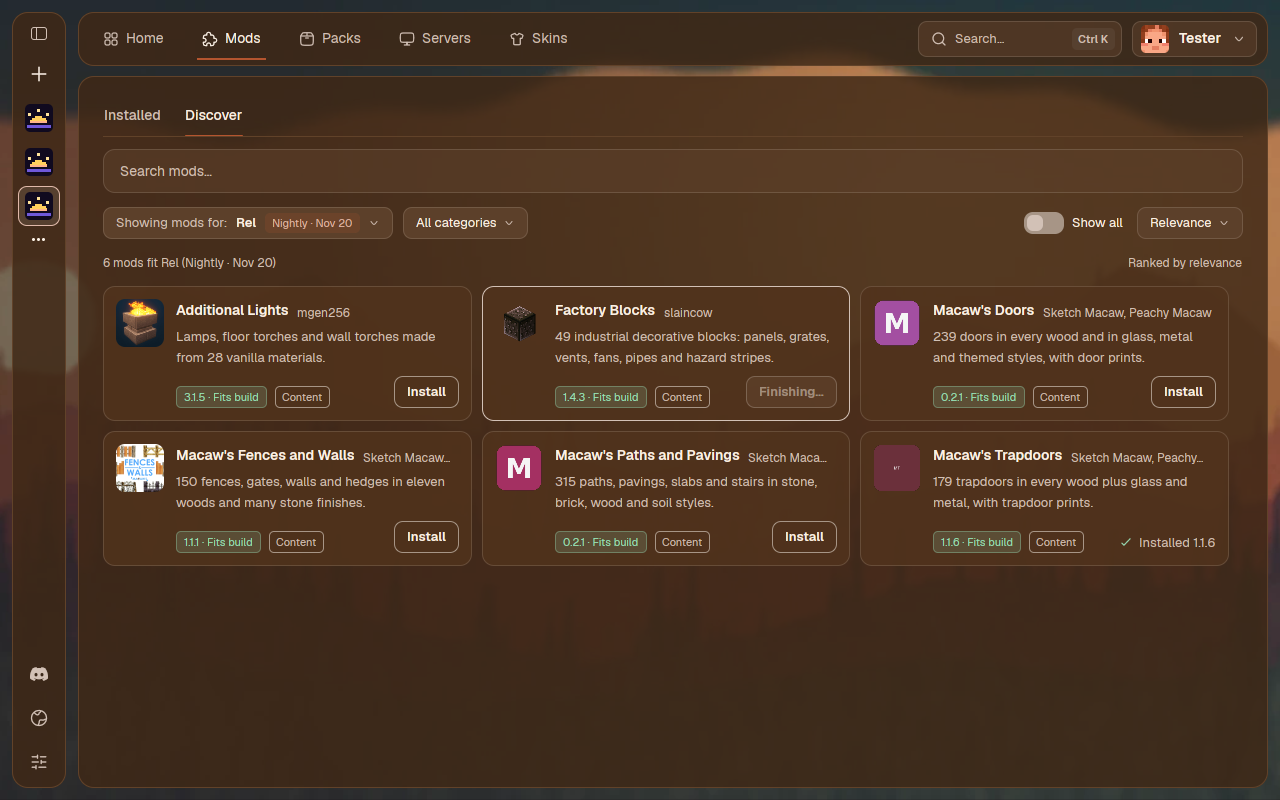 Home
Mods
Packs
Servers
Skins
Search...
Ctrl K
Tester
Installed
Discover
Search mods...
Showing mods for: Rel Nightly · Nov 20
All categories
Show all
Relevance
6 mods fit Rel (Nightly · Nov 20)
Ranked by relevance
Additional Lights mgen256
Lamps, floor torches and wall torches made
from 28 vanilla materials.
3.1.5 · Fits build
Content
Install
Factory Blocks slaincow
49 industrial decorative blocks: panels, grates,
vents, fans, pipes and hazard stripes.
1.4.3 · Fits build
Content
Finishing...
M
Macaw's Doors Sketch Macaw, Peachy Macaw
239 doors in every wood and in glass, metal
and themed styles, with door prints.
0.2.1 · Fits build
Content
Install
FENCES
WALLS
Macaw's Fences and Walls Sketch Macaw...
150 fences, gates, walls and hedges in eleven
woods and many stone finishes.
1.1.1 · Fits build
Content
Install
M
Macaw's Paths and Pavings Sketch Maca...
315 paths, pavings, slabs and stairs in stone,
brick, wood and soil styles.
0.2.1 · Fits build
Content
Install
Macaw's Trapdoors Sketch Macaw, Peachy...
179 trapdoors in every wood plus glass and
metal, with trapdoor prints.
1.1.6 · Fits build
Content
Installed 1.1.6